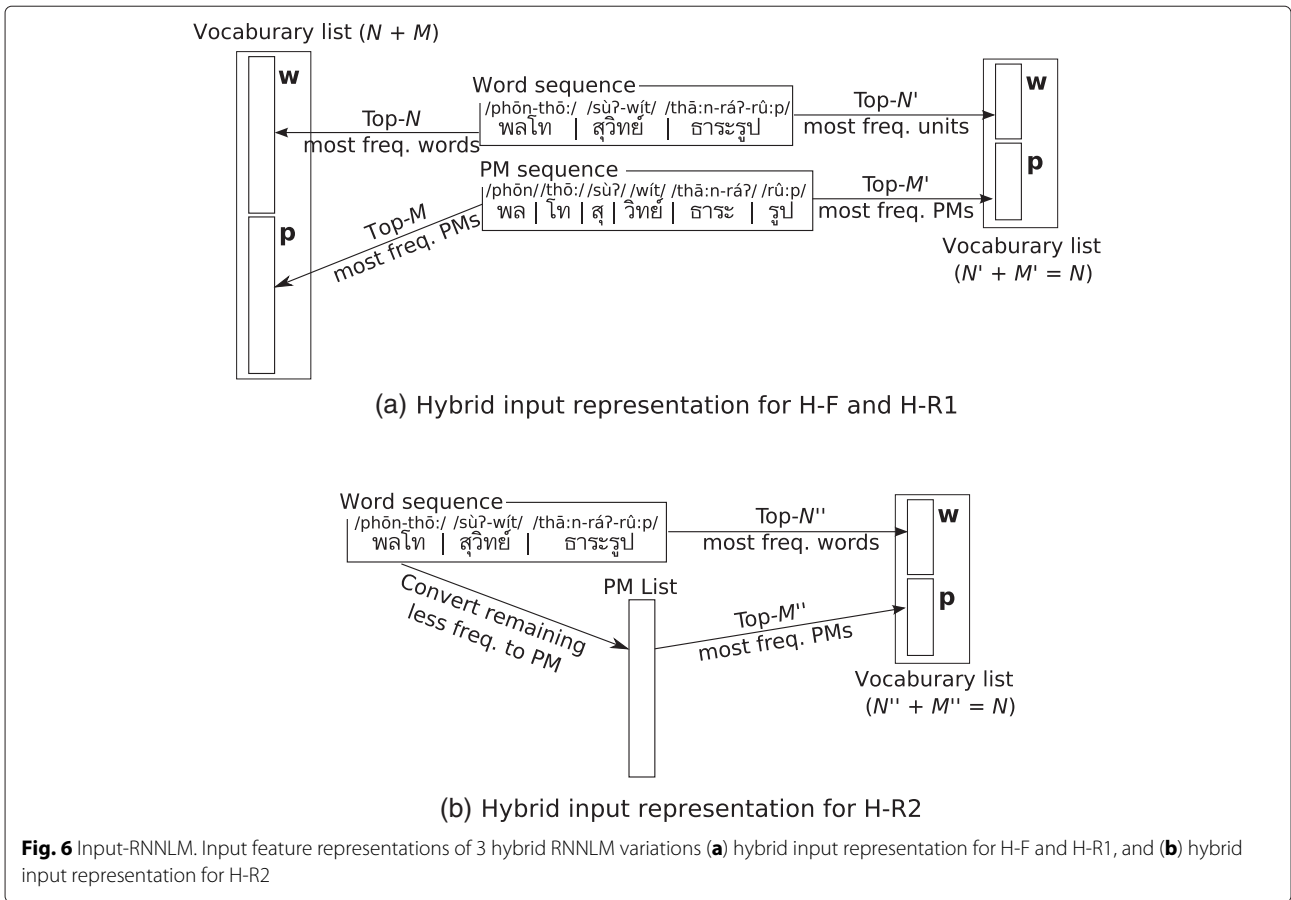 Vocaburary list (N + M)
w
p
Top-N
most freq. words
Top-M
most freq. PMs
Word sequence
/phōn-thō:/ /sùʔ-wít/ /thā:n-ráʔ-rû:p/
พลโท | สุวิทย์ | ธาระรูป
PM sequence
/phōn/ /thō:/ /sùʔ/ /wít/ /thā:n-ráʔ/ /rû:p/
พล | โท | สุ | วิทย์ | ธาระ | รูป
Top-N'
most freq. units
Top-M'
most freq. PMs
w
p
Vocaburary list
(N' + M' = N)
(a) Hybrid input representation for H-F and H-R1
Word sequence
/phōn-thō:/ /sùʔ-wít/ /thā:n-ráʔ-rû:p/
พลโท | สุวิทย์ | ธาระรูป
Convert remaining
less freq. to PM
PM List
Top-N''
most freq. words
Top-M''
most freq. PMs
w
p
Vocaburary list
(N'' + M'' = N)
(b) Hybrid input representation for H-R2
Fig. 6 Input-RNNLM. Input feature representations of 3 hybrid RNNLM variations (a) hybrid input representation for H-F and H-R1, and (b) hybrid
input representation for H-R2